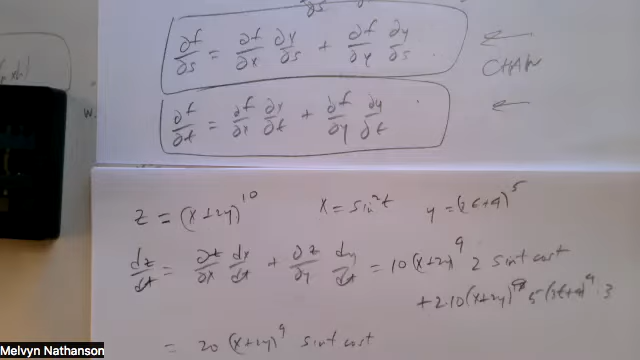 ∂f/∂s = ∂f/∂x ∂x/∂s + ∂f/∂y ∂y/∂s ←
CHAIN
∂f/∂t = ∂f/∂x ∂x/∂t + ∂f/∂y ∂y/∂t ←
w.
z = (x+2y)^10 x = sin²t y = (3t+4)^5
dz/dt = ∂z/∂x dx/dt + ∂z/∂y dy/dt = 10(x+2y)^9 2 sint cost
+ 2·10(x+2y)^9 5(3t+4)^4 · 3
= 20 (x+2y)^9 sint cost
Melvyn Nathanson